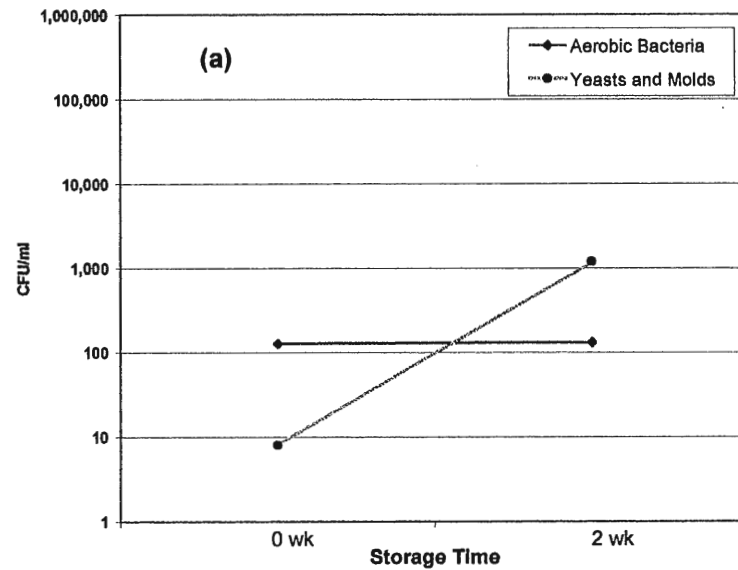 1,000,000
(a)
Aerobic Bacteria
Yeasts and Molds
100,000
10,000
1,000
100
10
1
CFU/ml
0 wk
2 wk
Storage Time